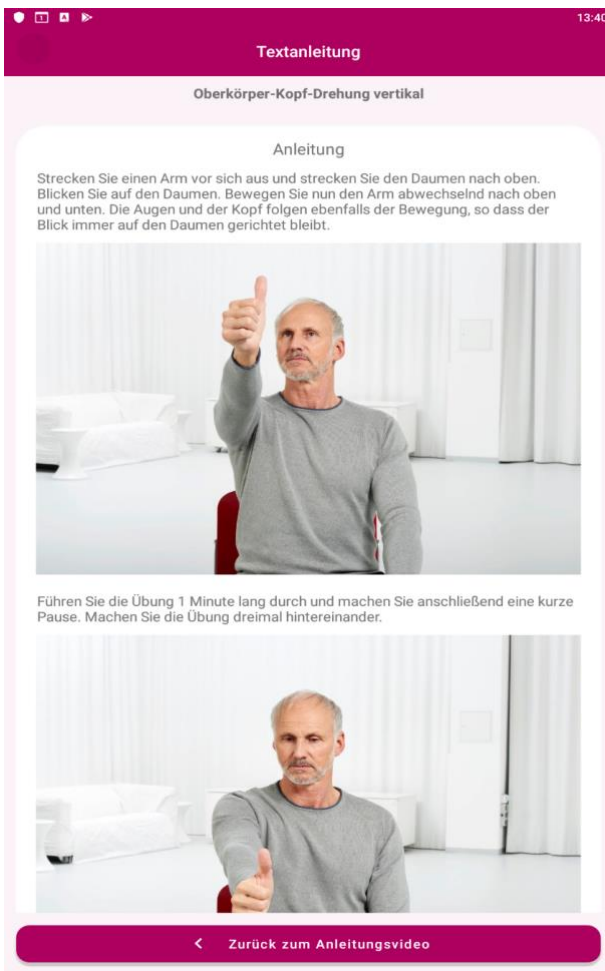 13:40
Textanleitung
Oberkörper-Kopf-Drehung vertikal
Anleitung
Strecken Sie einen Arm vor sich aus und strecken Sie den Daumen nach oben.
Blicken Sie auf den Daumen. Bewegen Sie nun den Arm abwechselnd nach oben
und unten. Die Augen und der Kopf folgen ebenfalls der Bewegung, so dass der
Blick immer auf den Daumen gerichtet bleibt.
Führen Sie die Übung 1 Minute lang durch und machen Sie anschließend eine kurze
Pause. Machen Sie die Übung dreimal hintereinander.
Zurück zum Anleitungsvideo